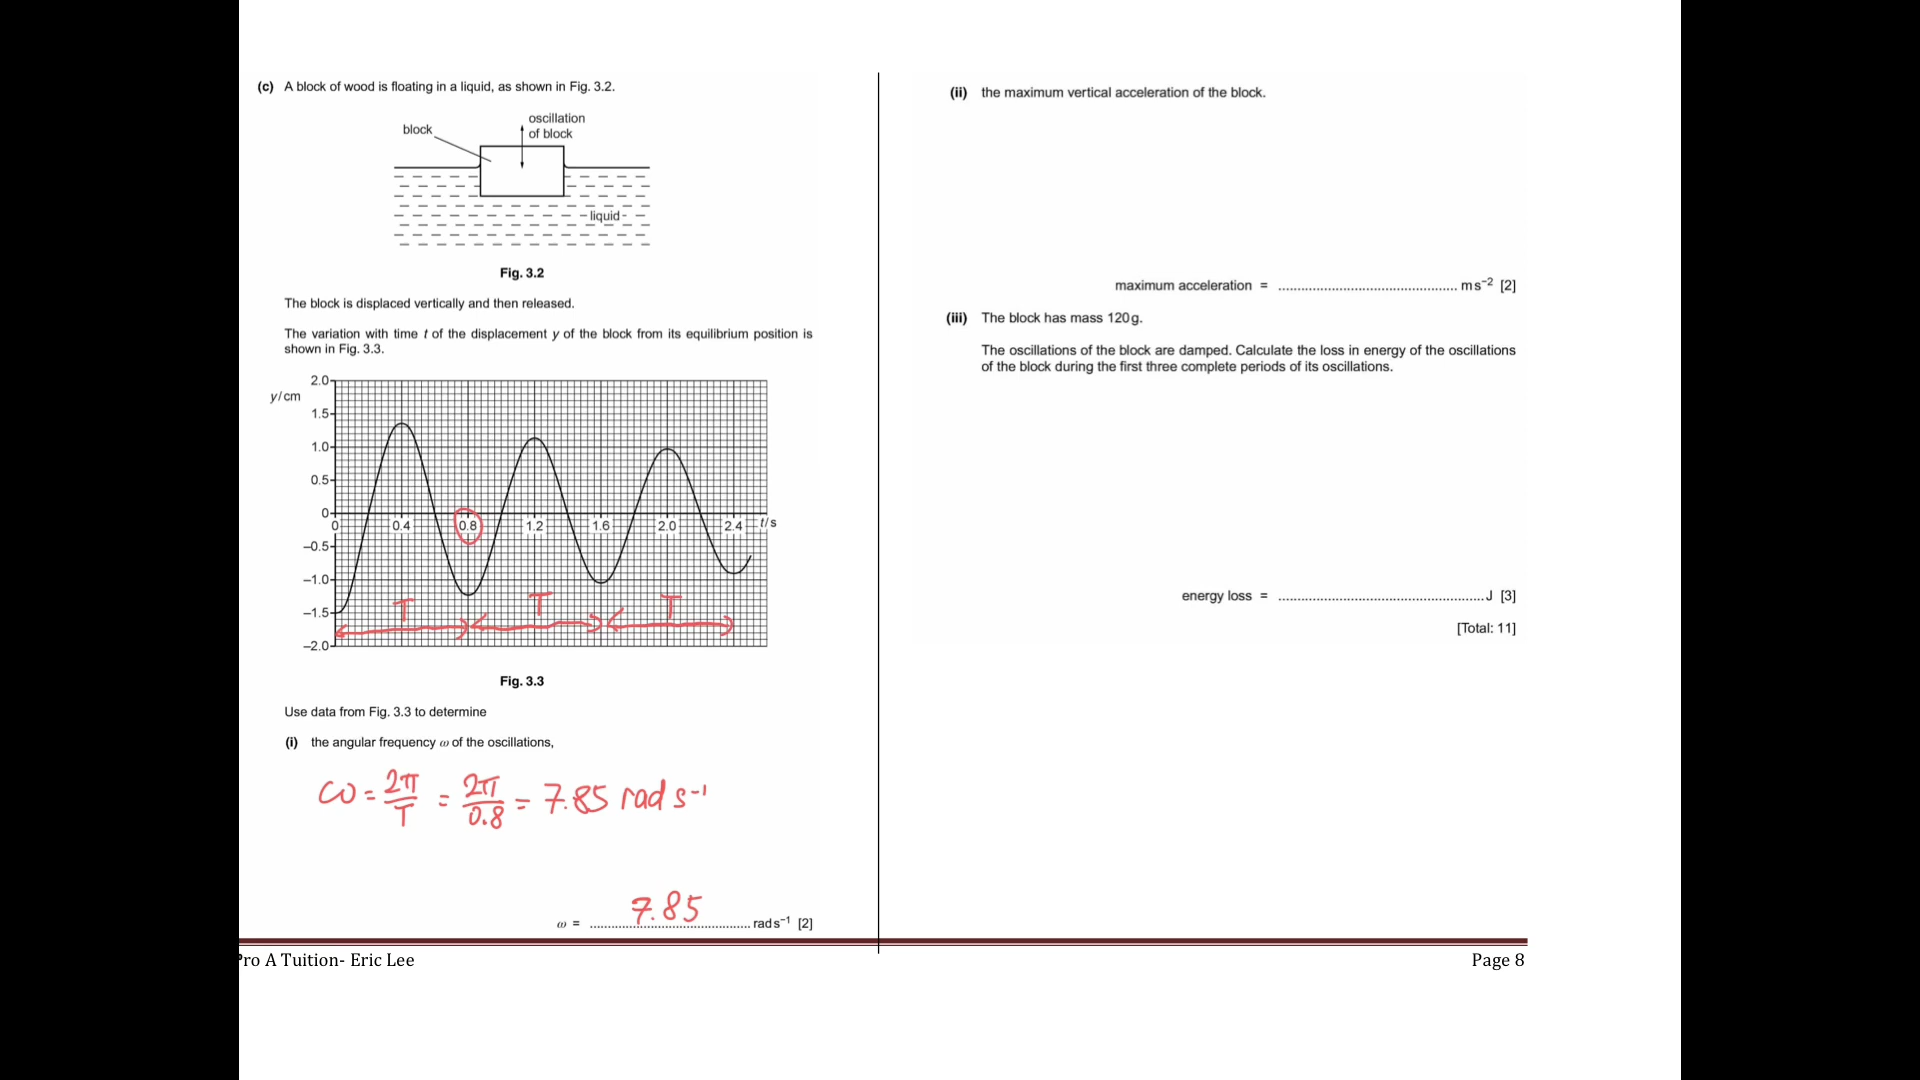 (c) A block of wood is floating in a liquid, as shown in Fig. 3.2.
oscillation
of block
block
liquid
Fig. 3.2
The block is displaced vertically and then released.
The variation with time t of the displacement y of the block from its equilibrium position is
shown in Fig. 3.3.
2.0
y/cm
1.5
1.0
0.5
0
0 0.4 0.8 1.2 1.6 2.0 2.4 t/s
–0.5
–1.0
T T T
–1.5
–2.0
Fig. 3.3
Use data from Fig. 3.3 to determine
(i) the angular frequency ω of the oscillations,
ω = 2π/T = 2π/0.8 = 7.85 rad s⁻¹
7.85
ω = .......................................... rad s⁻¹ [2]
(ii) the maximum vertical acceleration of the block.
maximum acceleration = .............................................. m s⁻² [2]
(iii) The block has mass 120 g.
The oscillations of the block are damped. Calculate the loss in energy of the oscillations
of the block during the first three complete periods of its oscillations.
energy loss = ..................................................... J [3]
[Total: 11]
ro A Tuition- Eric Lee
Page 8